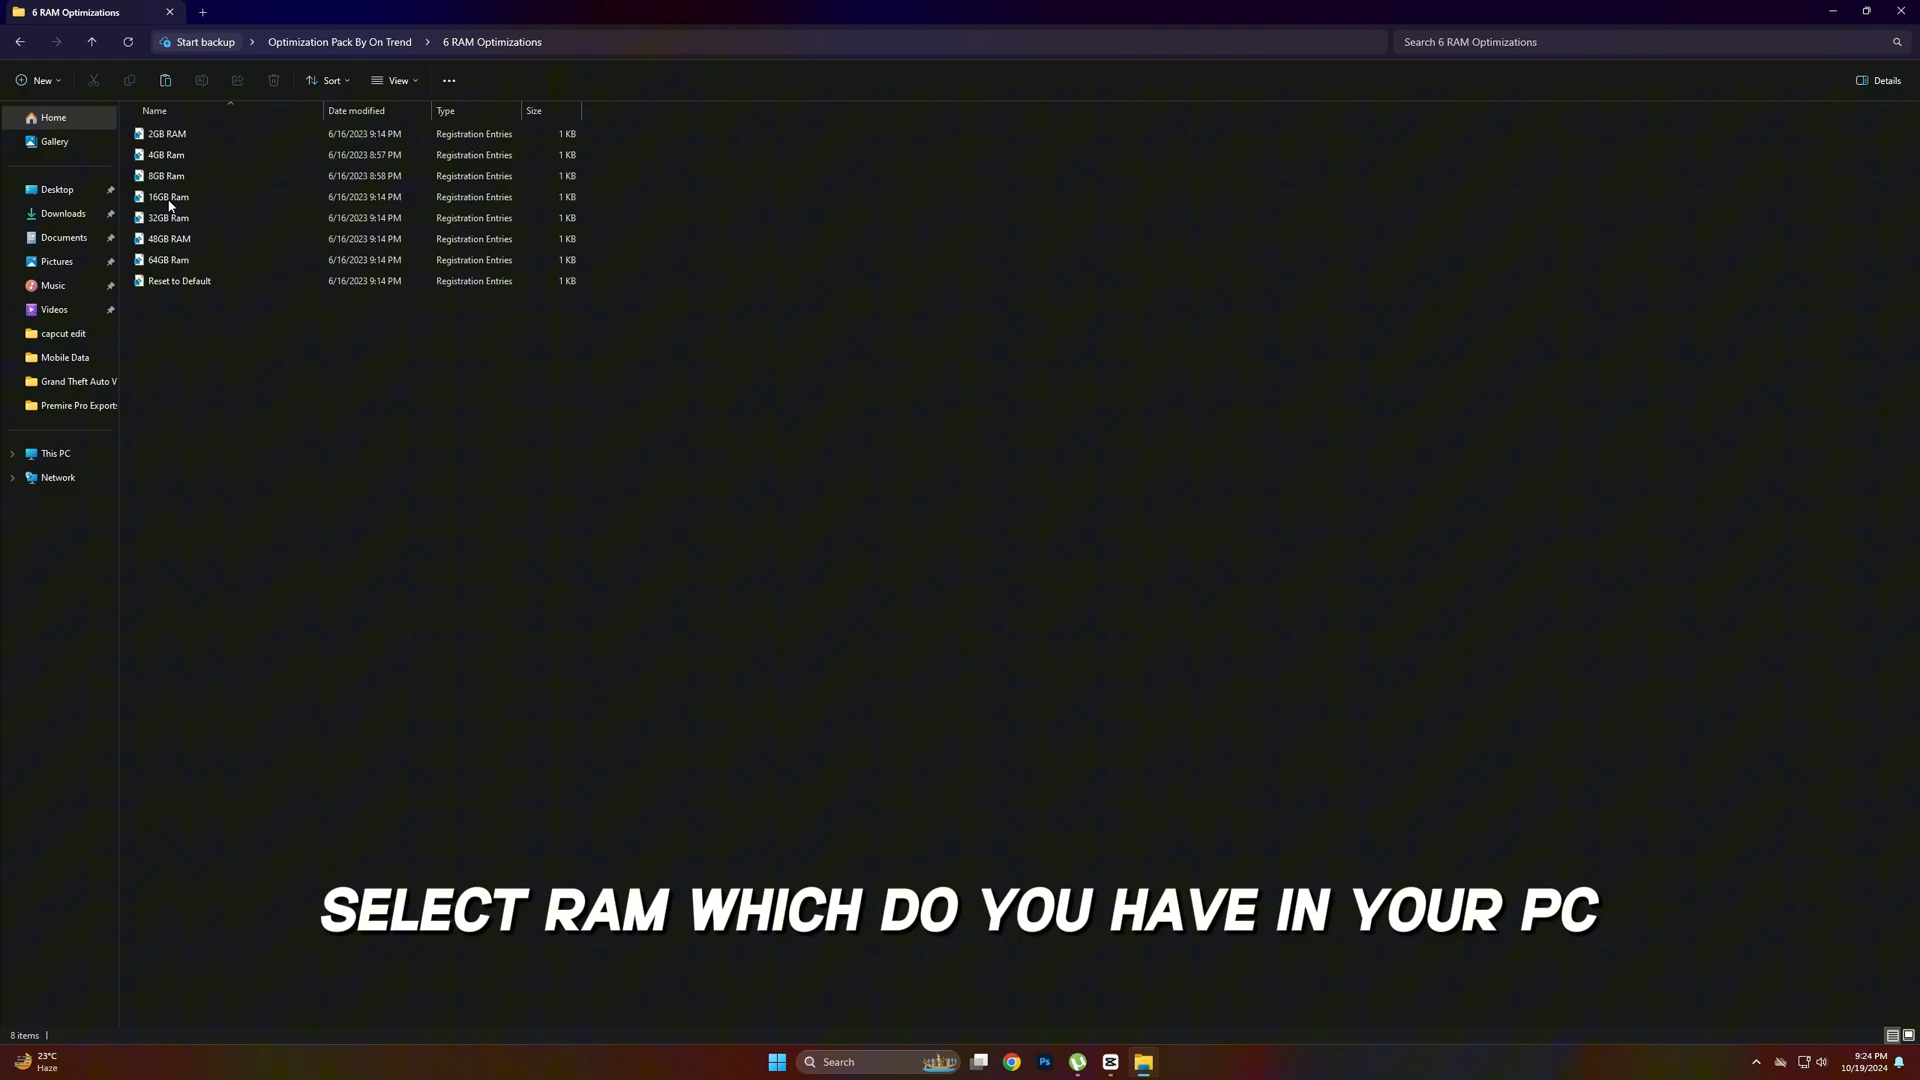 6 RAM Optimizations
Start backup > Optimization Pack By On Trend > 6 RAM Optimizations
Search 6 RAM Optimizations
New Sort View ... Details
Name Date modified Type Size
2GB RAM 6/16/2023 9:14 PM Registration Entries 1 KB
4GB Ram 6/16/2023 8:57 PM Registration Entries 1 KB
8GB Ram 6/16/2023 8:58 PM Registration Entries 1 KB
16GB Ram 6/16/2023 9:14 PM Registration Entries 1 KB
32GB Ram 6/16/2023 9:14 PM Registration Entries 1 KB
48GB RAM 6/16/2023 9:14 PM Registration Entries 1 KB
64GB Ram 6/16/2023 9:14 PM Registration Entries 1 KB
Reset to Default 6/16/2023 9:14 PM Registration Entries 1 KB
Home
Gallery
Desktop
Downloads
Documents
Pictures
Music
Videos
capcut edit
Mobile Data
Grand Theft Auto V
Premire Pro Exports
This PC
Network
SELECT RAM WHICH DO YOU HAVE IN YOUR PC
8 items
23°C
Haze
Search
Ps
9:24 PM
10/19/2024